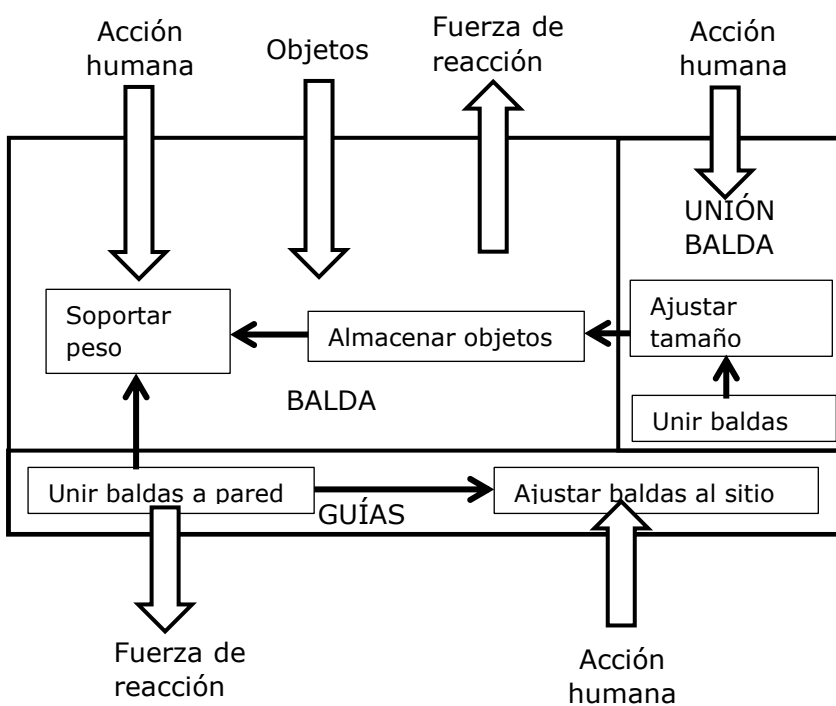 Acción
humana
Objetos
Fuerza de
reacción
Acción
humana
UNIÓN
BALDA
Soportar
peso
Almacenar objetos
Ajustar
tamaño
BALDA
Unir baldas
Unir baldas a pared
Ajustar baldas al sitio
GUÍAS
Fuerza de
reacción
Acción
humana